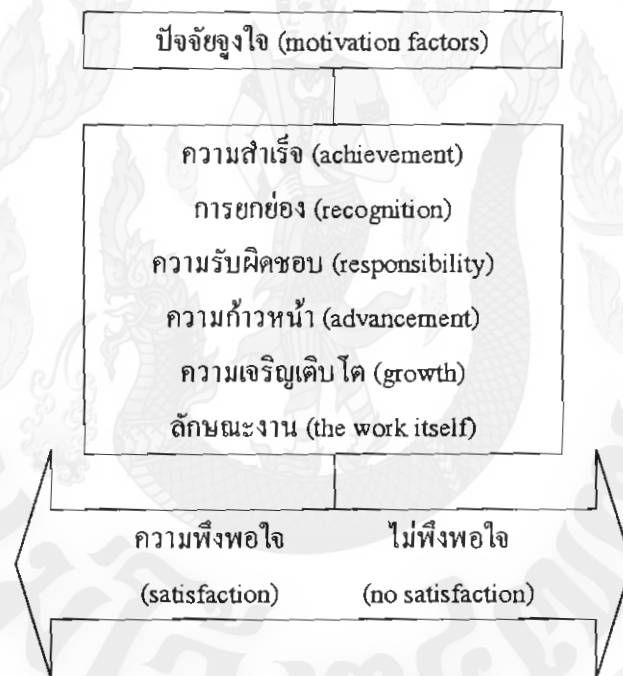 ปัจจัยจูงใจ (motivation factors)
ความสำเร็จ (achievement)
การยกย่อง (recognition)
ความรับผิดชอบ (responsibility)
ความก้าวหน้า (advancement)
ความเจริญเติบโต (growth)
ลักษณะงาน (the work itself)
ความพึงพอใจ ไม่พึงพอใจ
(satisfaction) (no satisfaction)